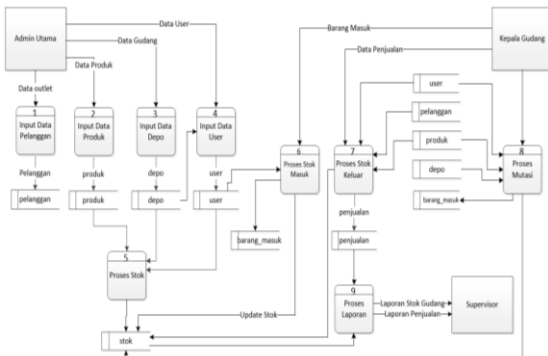 Admin Utama
Data User
Data Gudang
Data Produk
Data outlet
Barang Masuk
Data Penjualan
Kepala Gudang
1
Input Data
Pelanggan
2
Input Data
Produk
3
Input Data
Depo
4
Input Data
User
6
Proses Stok
Masuk
7
Proses Stok
Keluar
8
Proses
Mutasi
user
pelanggan
produk
depo
barang_masuk
Pelanggan
produk
depo
user
pelanggan
produk
depo
user
barang_masuk
penjualan
penjualan
5
Proses Stok
Update Stok
9
Proses
Laporan
Laporan Stok Gudang
Laporan Penjualan
Supervisor
stok